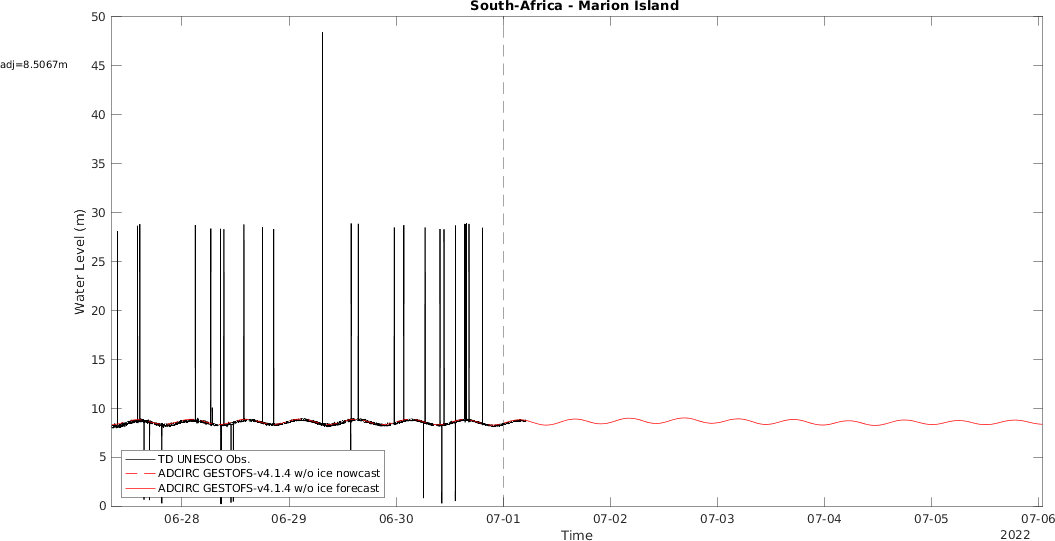 South-Africa - Marion Island
adj=8.5067m
50
45
40
35
30
25
20
15
10
5
0
Water Level (m)
TD UNESCO Obs.
ADCIRC GESTOFS-v4.1.4 w/o ice nowcast
ADCIRC GESTOFS-v4.1.4 w/o ice forecast
06-28 06-29 06-30 07-01 07-02 07-03 07-04 07-05 07-06
Time
2022